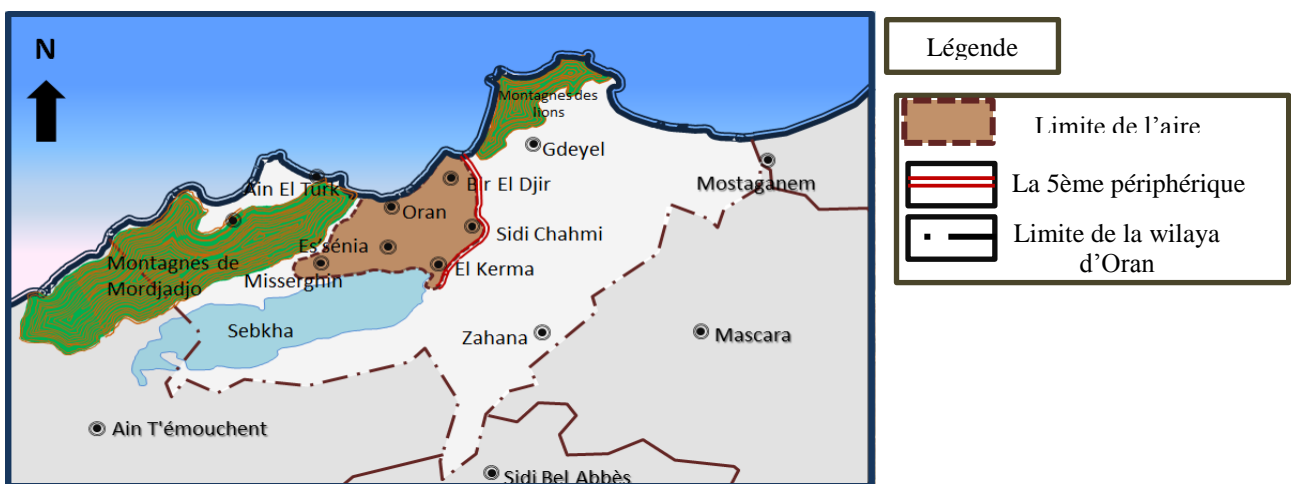 N
Montagnes des
lions
Gdeyel
Mostaganem
Ain El Turk
Bir El Djir
Oran
Sidi Chahmi
Es'sénia
El Kerma
Montagnes de
Mordjadjo
Misserghin
Sebkha
Zahana
Mascara
Ain T'émouchent
Sidi Bel Abbès
Légende
Limite de l'aire
La 5ème périphérique
Limite de la wilaya
d'Oran